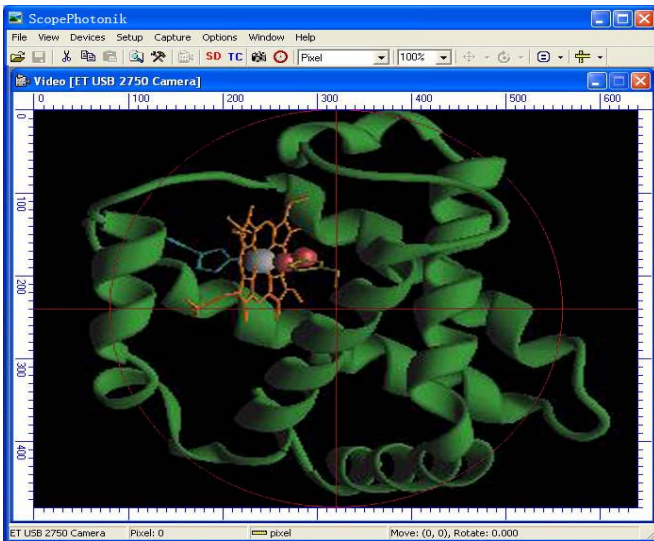 ScopePhotonik
File View Devices Setup Capture Options Window Help
SD TC Pixel 100%
Video [ET USB 2750 Camera]
0 100 200 300 400 500 600
0
100
200
300
400
ET USB 2750 Camera Pixel: 0 pixel Move: (0, 0), Rotate: 0.000